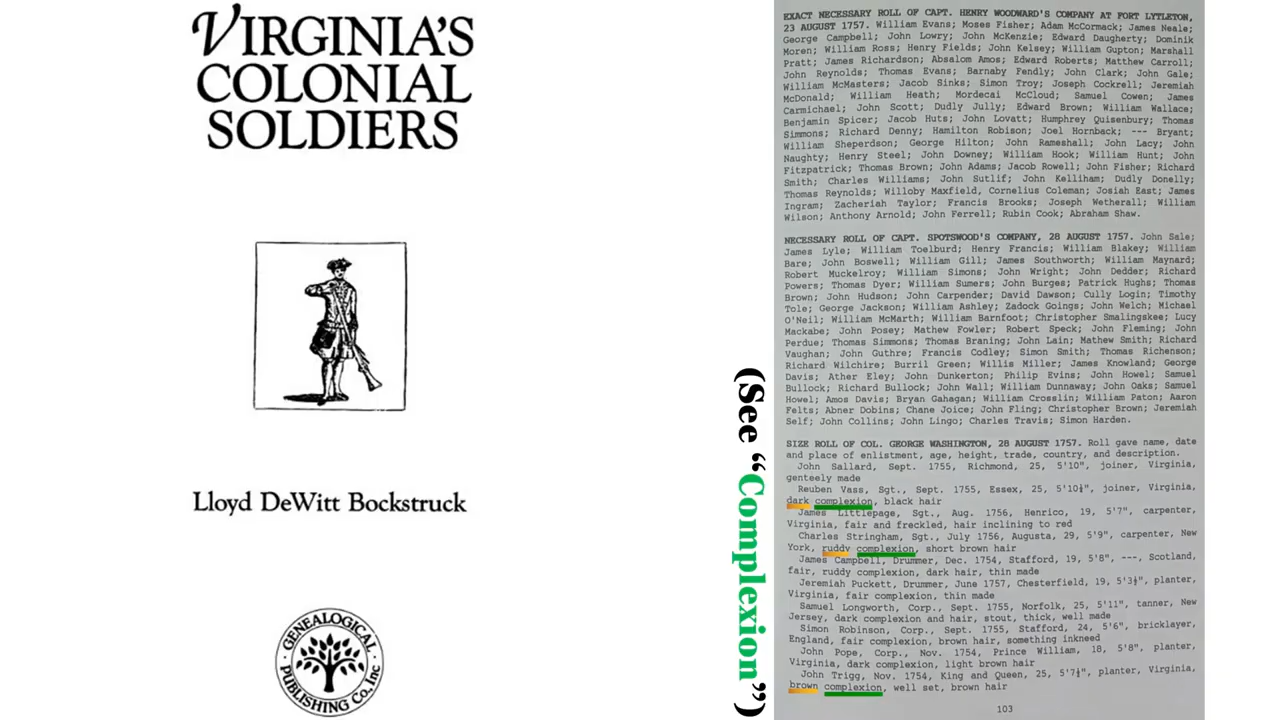 VIRGINIA'S
COLONIAL
SOLDIERS
Lloyd DeWitt Bockstruck
GENEALOGICAL
PUBLISHING Co., Inc
(See “Complexion”)
EXACT NECESSARY ROLL OF CAPT. HENRY WOODWARD'S COMPANY AT FORT LYTLETON,
23 AUGUST 1757. William Evans; Moses Fisher; Adam McCormack; James Neale;
George Campbell; John Lowry; John McKenzie; Edward Daugherty; Dominik
Moren; William Ross; Henry Fields; John Kelsey; William Gupton; Marshall
Pratt; James Richardson; Absalom Amos; Edward Roberts; Matthew Carroll;
John Reynolds; Thomas Evans; Barnaby Fendly; John Clark; John Gale;
William McMasters; Jacob Sinks; Simon Troy; Joseph Cockrell; Jeremiah
McDonald; William Heath; Mordecai McCloud; Samuel Cowen; James
Carmichael; John Scott; Dudly Jully; Edward Brown; William Wallace;
Benjamin Spicer; Jacob Huts; John Lovatt; Humphrey Quisenbury; Thomas
Simmons; Richard Denny; Hamilton Robison; Joel Hornback; --- Bryant;
William Sheperdson; George Hilton; John Rameshall; John Lacy; John
Naughty; Henry Steel; John Downey; William Hook; William Hunt; John
Fitzpatrick; Thomas Brown; John Adams; Jacob Rowell; John Fisher; Richard
Smith; Charles Williams; John Sutlif; John Kelliham; Dudly Donelly;
Thomas Reynolds; Willoby Maxfield, Cornelius Coleman; Josiah East; James
Ingram; Zacheriah Taylor; Francis Brooks; Joseph Wetherall; William
Wilson; Anthony Arnold; John Ferrell; Rubin Cook; Abraham Shaw.
NECESSARY ROLL OF CAPT. SPOTSWOOD'S COMPANY, 28 AUGUST 1757. John Sale;
James Lyle; William Toelburd; Henry Francis; William Blakey; William
Bare; John Boswell; William Gill; James Southworth; William Maynard;
Robert Muckelroy; William Simons; John Wright; John Dedder; Richard
Powers; Thomas Dyer; William Sumers; John Burges; Patrick Hughs; Thomas
Brown; John Hudson; John Carpender; David Dawson; Cully Login; Timothy
Tole; George Jackson; William Ashley; Zadock Goings; John Welch; Michael
O'Neil; William McMarth; William Barnfoot; Christopher Smalingskee; Lucy
Mackabe; John Posey; Mathew Fowler; Robert Speck; John Fleming; John
Perdue; Thomas Simmons; Thomas Braning; John Lain; Mathew Smith; Richard
Vaughan; John Guthre; Francis Codley; Simon Smith; Thomas Richenson;
Richard Wilchire; Burril Green; Willis Miller; James Knowland; George
Davis; Ather Eley; John Dunkerton; Philip Evins; John Howel; Samuel
Bullock; Richard Bullock; John Wall; William Dunnaway; John Oaks; Samuel
Howel; Amos Davis; Bryan Gahagan; William Crosslin; William Paton; Aaron
Felts; Abner Dobins; Chane Joice; John Fling; Christopher Brown; Jeremiah
Self; John Collins; John Lingo; Charles Travis; Simon Harden.
SIZE ROLL OF COL. GEORGE WASHINGTON, 28 AUGUST 1757. Roll gave name, date
and place of enlistment, age, height, trade, country, and description.
John Sallard, Sept. 1755, Richmond, 25, 5'10", joiner, Virginia,
genteely made
Reuben Vass, Sgt., Sept. 1755, Essex, 25, 5'10½", joiner, Virginia,
dark complexion, black hair
James Littlepage, Sgt., Aug. 1756, Henrico, 19, 5'7", carpenter,
Virginia, fair and freckled, hair inclining to red
Charles Stringham, Sgt., July 1756, Augusta, 29, 5'9", carpenter, New
York, ruddy complexion, short brown hair
James Campbell, Drummer, Dec. 1754, Stafford, 19, 5'8", ---, Scotland,
fair, ruddy complexion, dark hair, thin made
Jeremiah Puckett, Drummer, June 1757, Chesterfield, 19, 5'3½", planter,
Virginia, fair complexion, thin made
Samuel Longworth, Corp., Sept. 1755, Norfolk, 25, 5'11", tanner, New
Jersey, dark complexion and hair, stout, thick, well made
Simon Robinson, Corp., Sept. 1755, Stafford, 24, 5'6", bricklayer,
England, fair complexion, brown hair, something inkneed
John Pope, Corp., Nov. 1754, Prince William, 18, 5'8", planter,
Virginia, dark complexion, light brown hair
John Trigg, Nov. 1754, King and Queen, 25, 5'7½", planter, Virginia,
brown complexion, well set, brown hair
103